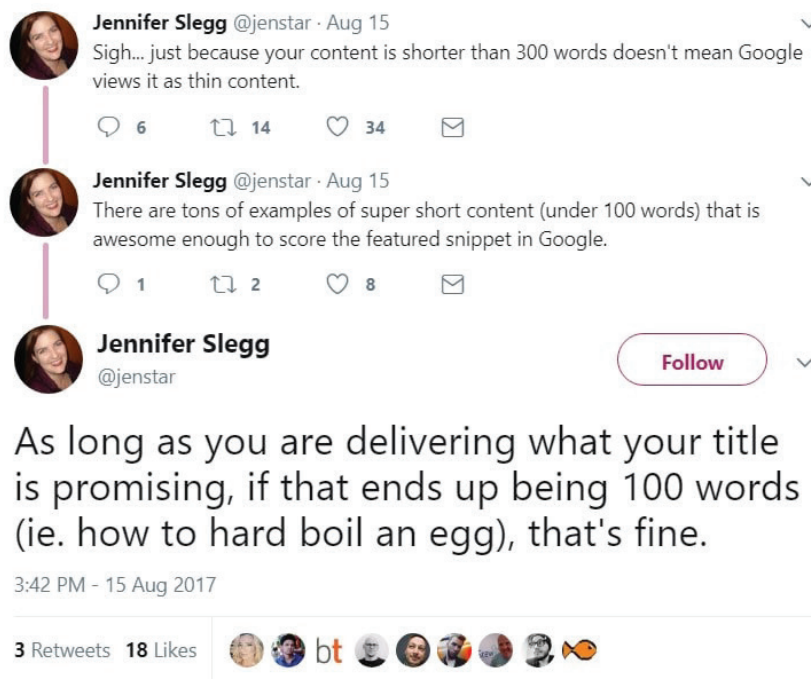 Jennifer Slegg @jenstar · Aug 15
Sigh... just because your content is shorter than 300 words doesn't mean Google
views it as thin content.
6 14 34
Jennifer Slegg @jenstar · Aug 15
There are tons of examples of super short content (under 100 words) that is
awesome enough to score the featured snippet in Google.
1 2 8
Jennifer Slegg
@jenstar
Follow
As long as you are delivering what your title
is promising, if that ends up being 100 words
(ie. how to hard boil an egg), that's fine.
3:42 PM - 15 Aug 2017
3 Retweets 18 Likes
bt